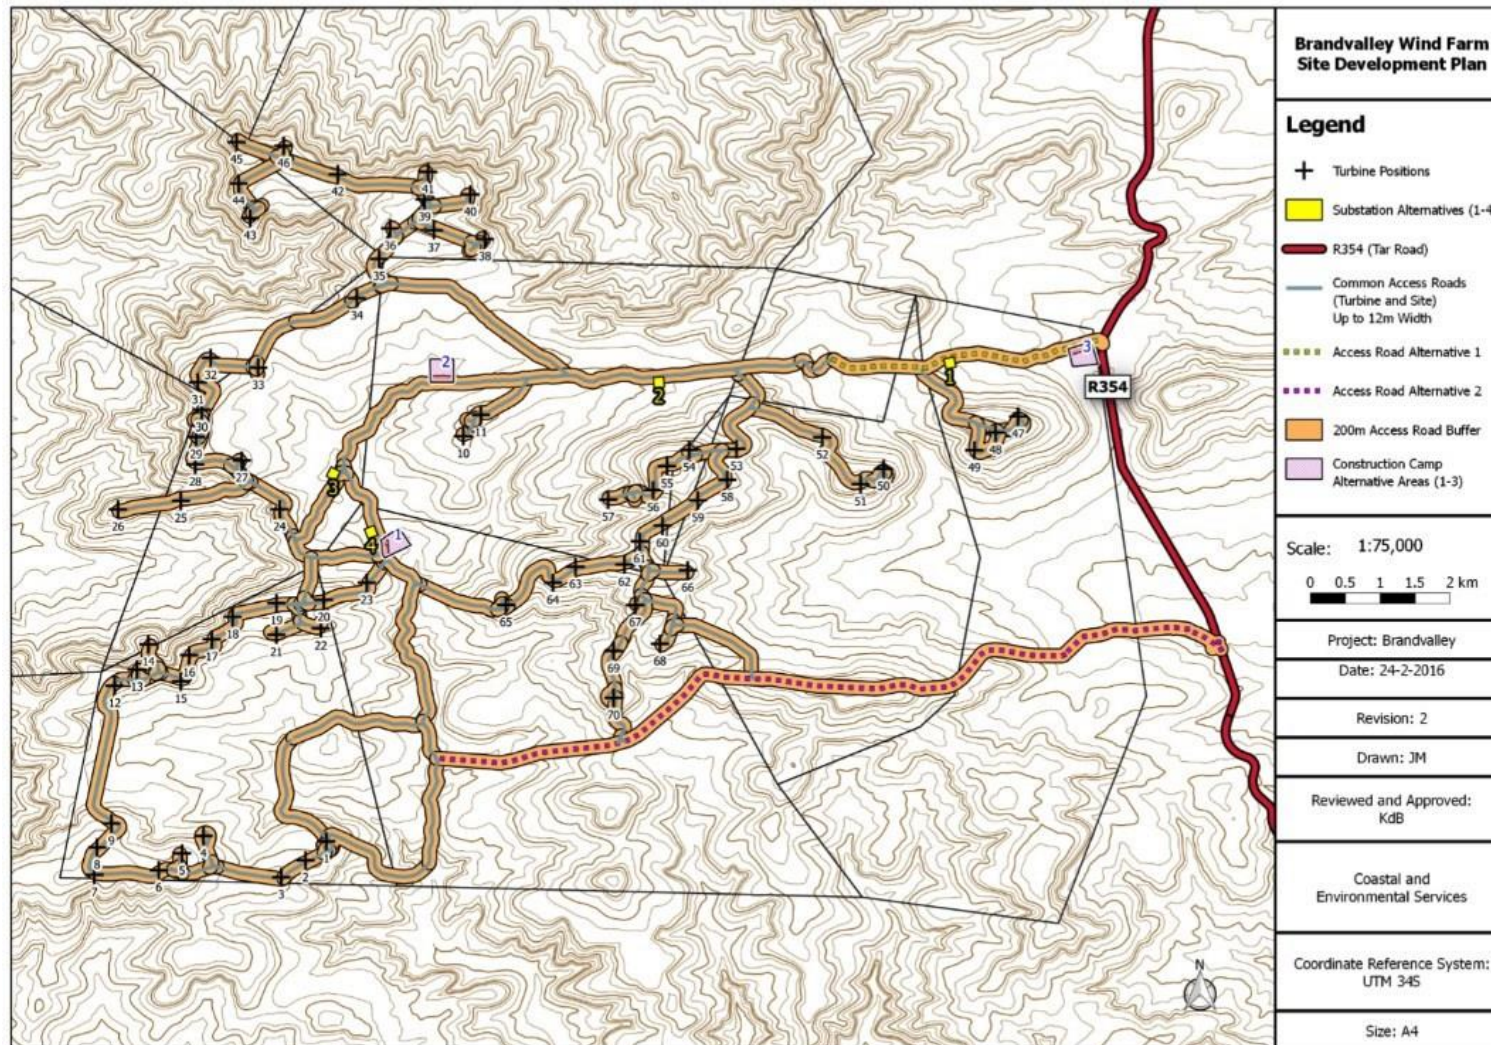 Brandvalley Wind Farm
Site Development Plan
Legend
Turbine Positions
Substation Alternatives (1-4
R354 (Tar Road)
Common Access Roads
(Turbine and Site)
Up to 12m Width
Access Road Alternative 1
Access Road Alternative 2
200m Access Road Buffer
Construction Camp
Alternative Areas (1-3)
Scale: 1:75,000
0 0.5 1 1.5 2 km
Project: Brandvalley
Date: 24-2-2016
Revision: 2
Drawn: JM
Reviewed and Approved:
KdB
Coastal and
Environmental Services
Coordinate Reference System:
UTM 34S
Size: A4
45
46
42
41
44
43
39
40
36
37
38
35
34
32
33
31
30
29
28
27
26
25
24
2
3
R354
1
2
11
10
47
48
49
52
53
54
55
56
57
58
51
50
59
60
61
62
63
64
65
66
67
68
69
70
3
4
1
23
19
20
18
21
22
17
14
16
13
15
12
9
8
7
6
5
4
3
2
1
N